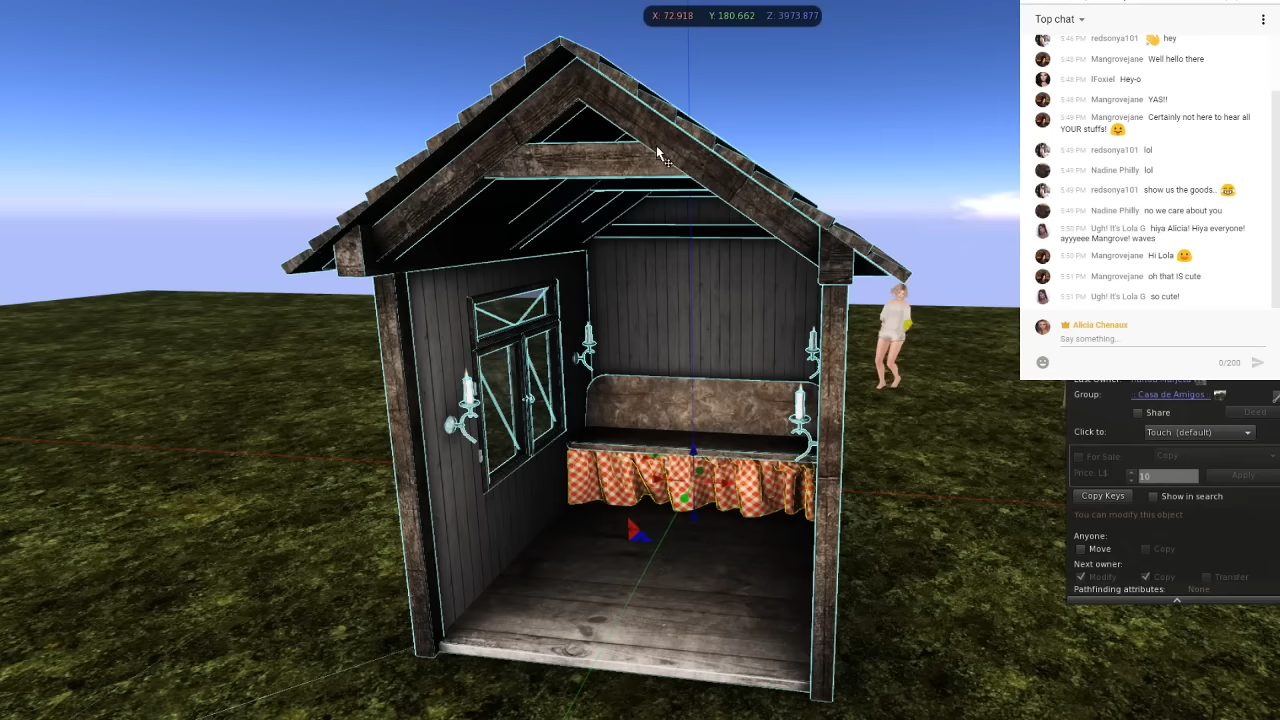 X: 72.918 Y: 180.662 Z: 3973.877
Top chat
5:46 PM redsonya101 hey
5:48 PM Mangrovejane Well hello there
5:48 PM lFoxiel Hey-o
5:48 PM Mangrovejane YAS!!
5:49 PM Mangrovejane Certainly not here to hear all
YOUR stuffs!
5:49 PM redsonya101 lol
5:49 PM Nadine Philly lol
5:49 PM redsonya101 show us the goods..
5:49 PM Nadine Philly no we care about you
5:50 PM Ugh! It's Lola G hiya Alicia! Hiya everyone!
ayyyeee Mangrove! waves
5:50 PM Mangrovejane Hi Lola
5:51 PM Mangrovejane oh that IS cute
5:51 PM Ugh! It's Lola G so cute!
Alicia Chenaux
Say something...
0/200
Group: :: Casa de Amigos ::
Share Deed
Click to: Touch (default)
For Sale: Copy
Price: L$ 10 Apply
Copy Keys Show in search
You can modify this object
Anyone:
Move Copy
Next owner:
Modify Copy Transfer
Pathfinding attributes: None